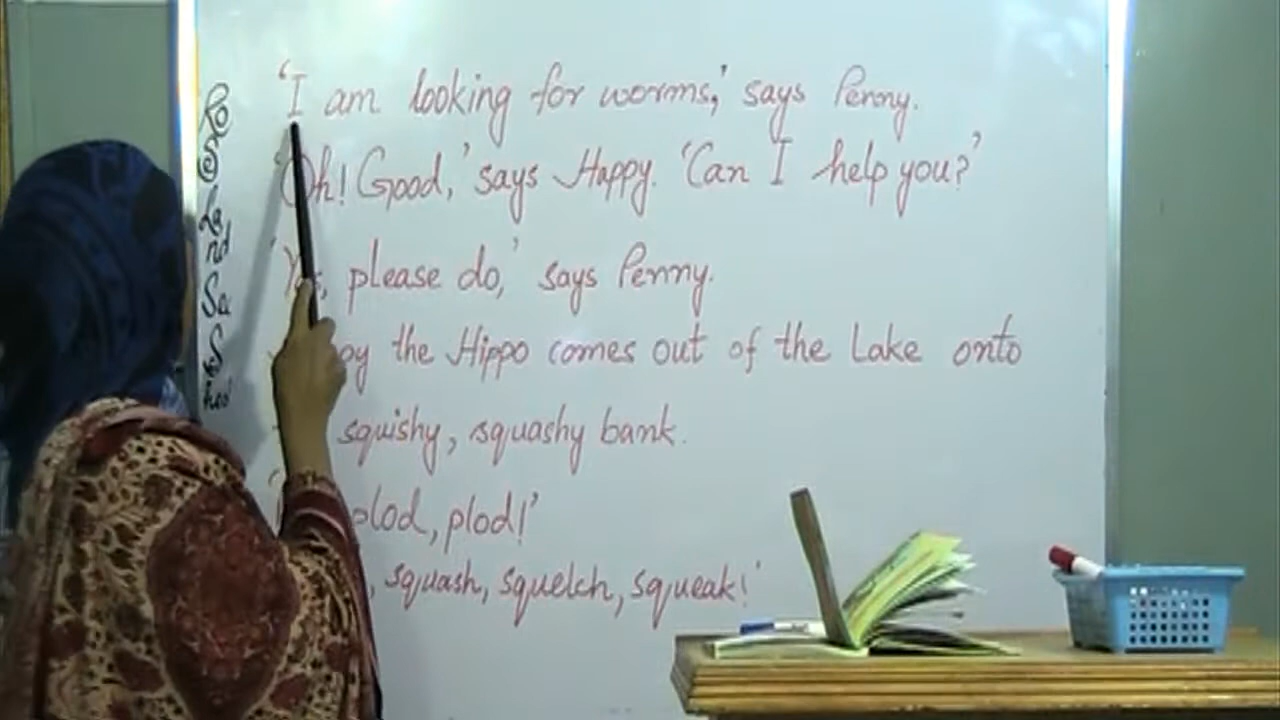 'I am looking for worms,' says Penny.
'Oh! Good,' says Happy. 'Can I help you?'
'Yes, please do,' says Penny.
the Hippo comes out of the Lake onto
squishy, squashy bank.
plod, plod!'
squash, squelch, squeak!'